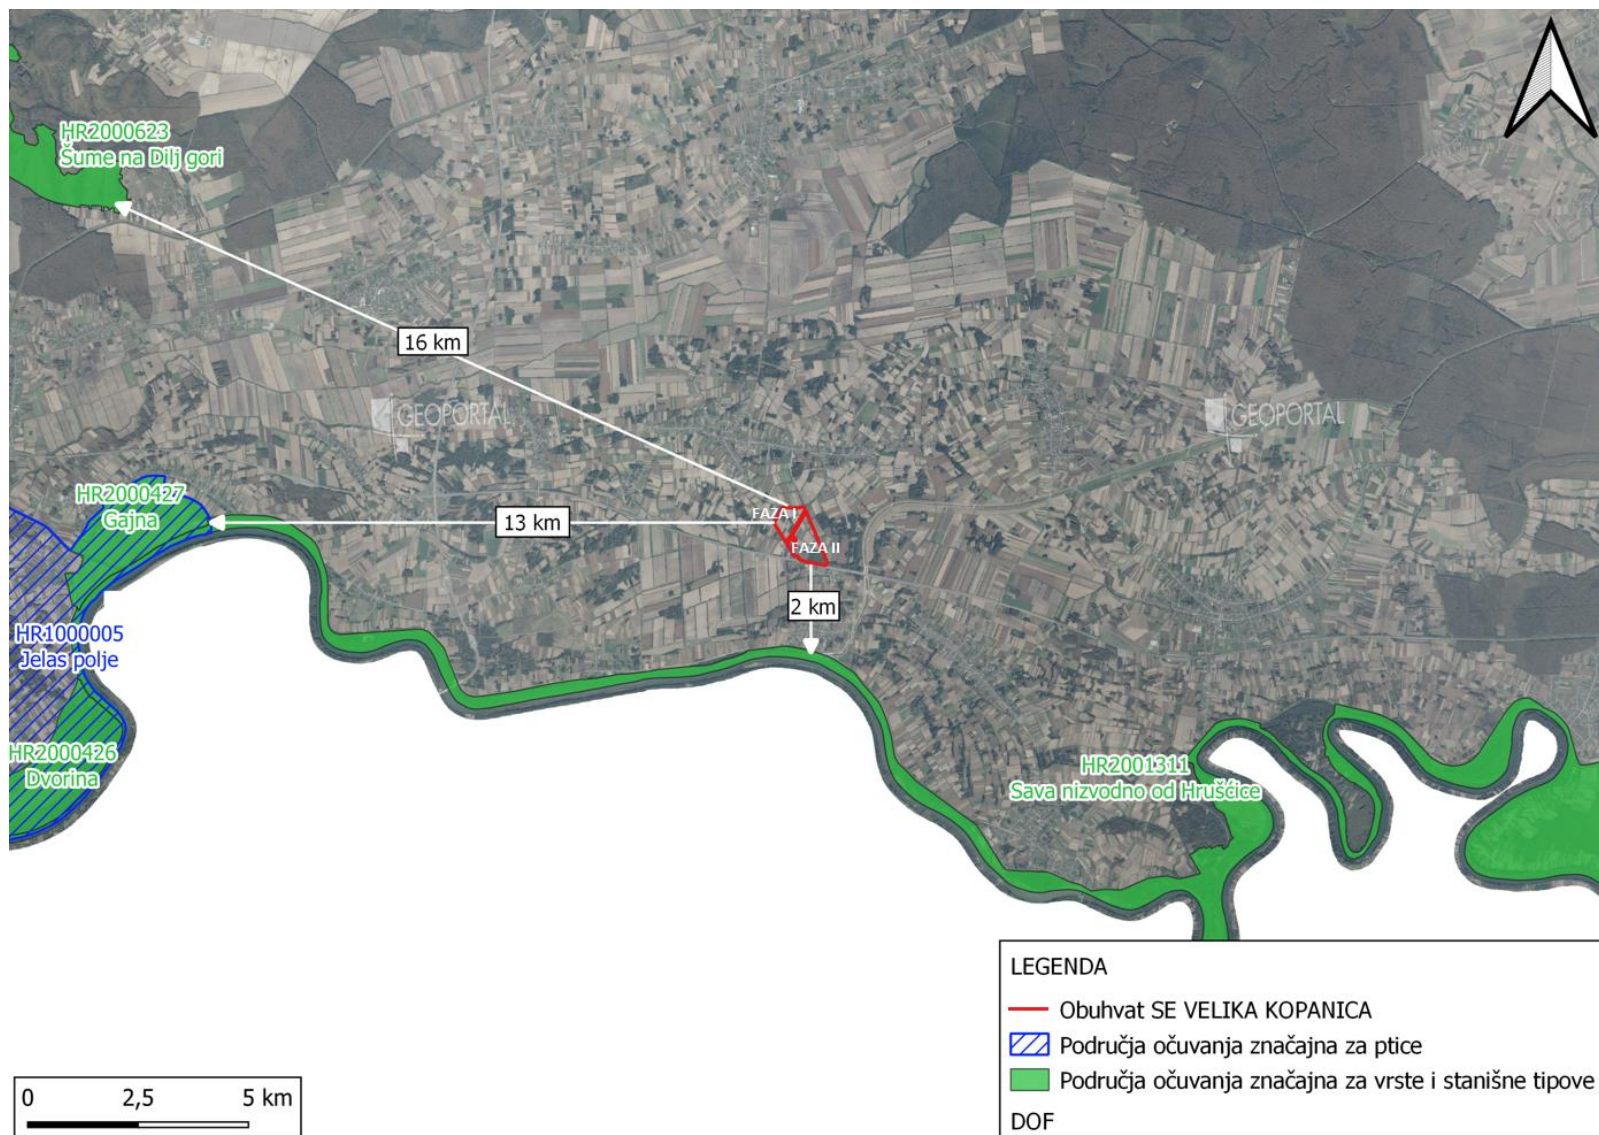 HR2000623
Šume na Dilj gori
16 km
GEOPORTAL
GEOPORTAL
HR2000427
Gajna
13 km
FAZA I
FAZA II
2 km
HR1000005
Jelas polje
HR2000426
Dvorina
HR2001311
Sava nizvodno od Hrušćice
LEGENDA
Obuhvat SE VELIKA KOPANICA
Područja očuvanja značajna za ptice
Područja očuvanja značajna za vrste i stanišne tipove
DOF
0 2,5 5 km